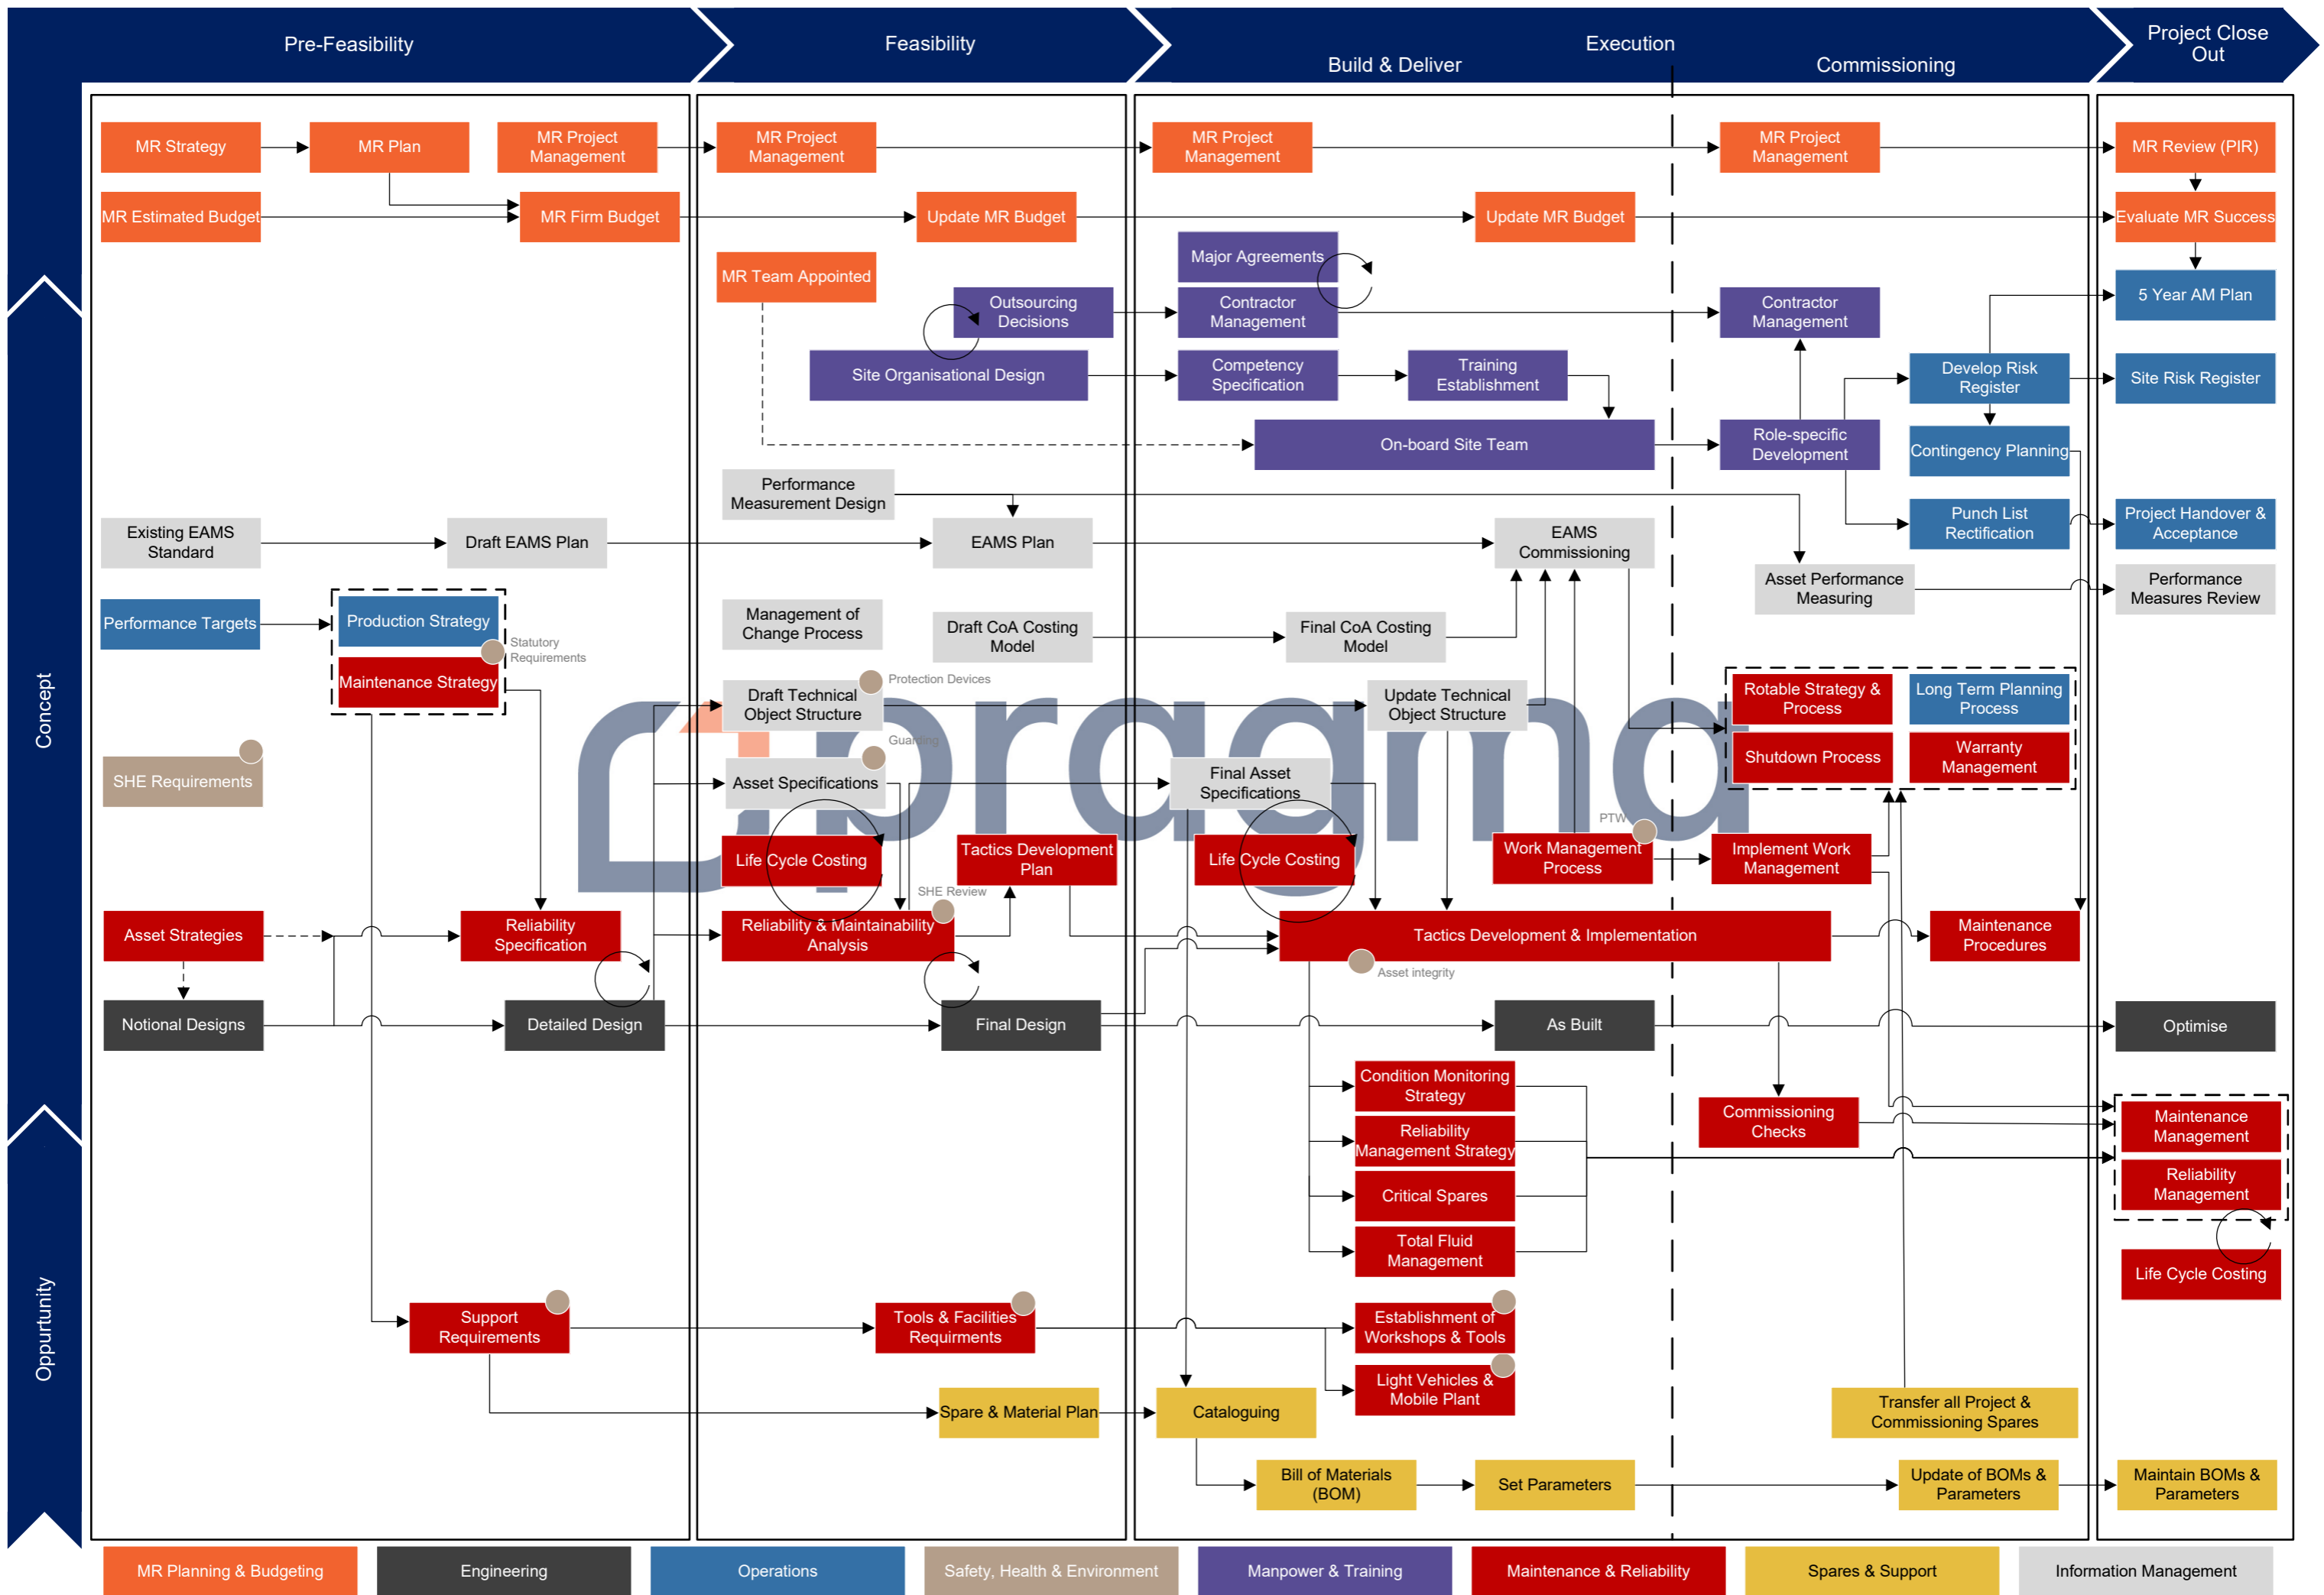 Pre-Feasibility
Feasibility
Execution
Build & Deliver
Commissioning
Project Close
Out
Concept
Oppurtunity
MR Strategy
MR Plan
MR Project
Management
MR Project
Management
MR Project
Management
MR Project
Management
MR Review (PIR)
MR Estimated Budget
MR Firm Budget
Update MR Budget
Update MR Budget
Evaluate MR Success
MR Team Appointed
Major Agreements
Outsourcing
Decisions
Contractor
Management
Contractor
Management
5 Year AM Plan
Site Organisational Design
Competency
Specification
Training
Establishment
Develop Risk
Register
Site Risk Register
On-board Site Team
Role-specific
Development
Contingency Planning
Performance
Measurement Design
Existing EAMS
Standard
Draft EAMS Plan
EAMS Plan
EAMS
Commissioning
Punch List
Rectification
Project Handover &
Acceptance
Asset Performance
Measuring
Performance
Measures Review
Performance Targets
Production Strategy
Statutory
Requirements
Maintenance Strategy
Management of
Change Process
Draft CoA Costing
Model
Final CoA Costing
Model
Protection Devices
Draft Technical
Object Structure
Update Technical
Object Structure
Rotable Strategy &
Process
Long Term Planning
Process
Shutdown Process
Warranty
Management
pragma
SHE Requirements
Guarding
Asset Specifications
Final Asset
Specifications
Life Cycle Costing
Tactics Development
Plan
Life Cycle Costing
PTW
Work Management
Process
Implement Work
Management
SHE Review
Asset Strategies
Reliability
Specification
Reliability & Maintainability
Analysis
Tactics Development & Implementation
Maintenance
Procedures
Asset integrity
Notional Designs
Detailed Design
Final Design
As Built
Optimise
Condition Monitoring
Strategy
Reliability
Management Strategy
Critical Spares
Total Fluid
Management
Commissioning
Checks
Maintenance
Management
Reliability
Management
Life Cycle Costing
Support
Requirements
Tools & Facilities
Requirments
Establishment of
Workshops & Tools
Light Vehicles &
Mobile Plant
Spare & Material Plan
Cataloguing
Transfer all Project &
Commissioning Spares
Bill of Materials
(BOM)
Set Parameters
Update of BOMs &
Parameters
Maintain BOMs &
Parameters
MR Planning & Budgeting
Engineering
Operations
Safety, Health & Environment
Manpower & Training
Maintenance & Reliability
Spares & Support
Information Management